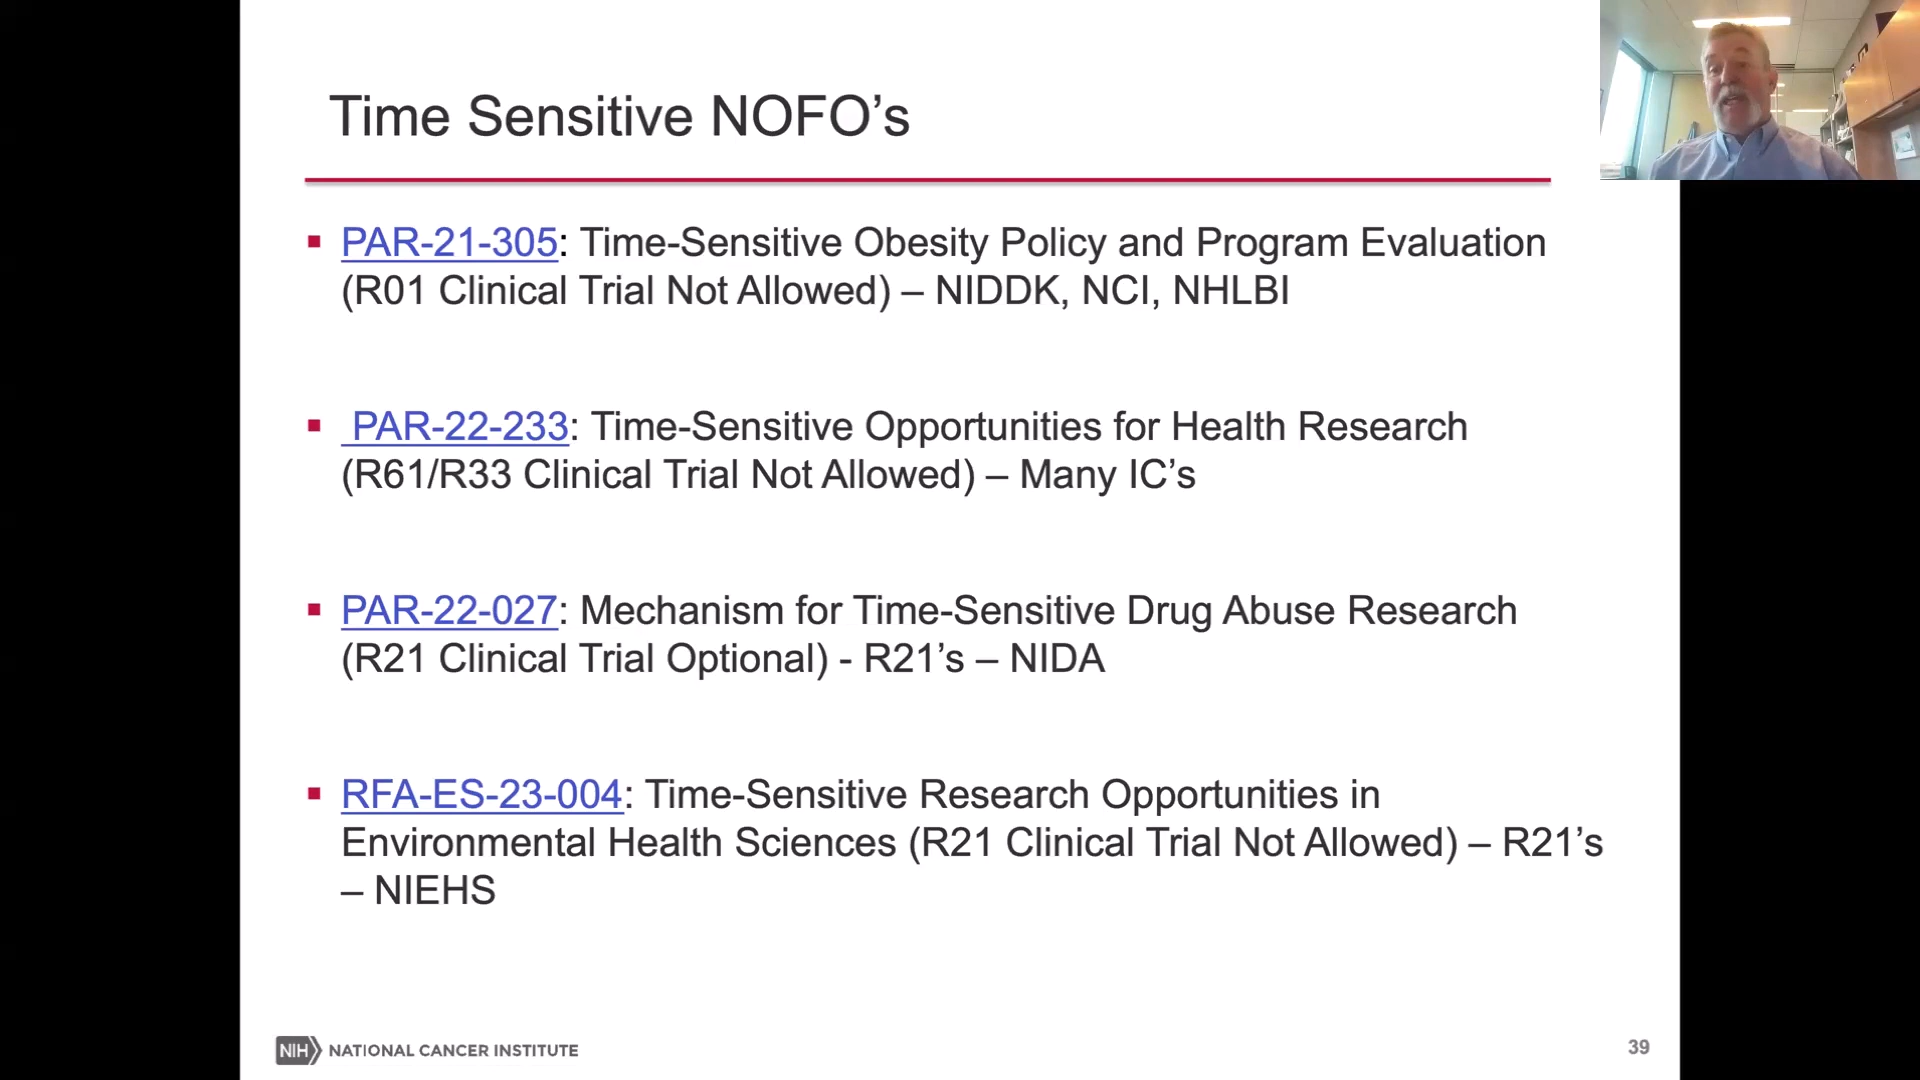 Time Sensitive NOFO’s
▪ PAR-21-305: Time-Sensitive Obesity Policy and Program Evaluation
(R01 Clinical Trial Not Allowed) – NIDDK, NCI, NHLBI
▪ PAR-22-233: Time-Sensitive Opportunities for Health Research
(R61/R33 Clinical Trial Not Allowed) – Many IC’s
▪ PAR-22-027: Mechanism for Time-Sensitive Drug Abuse Research
(R21 Clinical Trial Optional) - R21’s – NIDA
▪ RFA-ES-23-004: Time-Sensitive Research Opportunities in
Environmental Health Sciences (R21 Clinical Trial Not Allowed) – R21’s
– NIEHS
NIH NATIONAL CANCER INSTITUTE
39